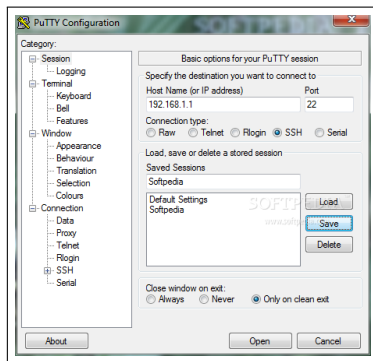 PuTTY Configuration
Category:
Session
Logging
Terminal
Keyboard
Bell
Features
Window
Appearance
Behaviour
Translation
Selection
Colours
Connection
Data
Proxy
Telnet
Rlogin
SSH
Serial
Basic options for your PuTTY session
Specify the destination you want to connect to
Host Name (or IP address) Port
192.168.1.1 22
Connection type:
Raw Telnet Rlogin SSH Serial
Load, save or delete a stored session
Saved Sessions
Softpedia
Default Settings
Softpedia
Load
Save
Delete
Close window on exit:
Always Never Only on clean exit
About Open Cancel